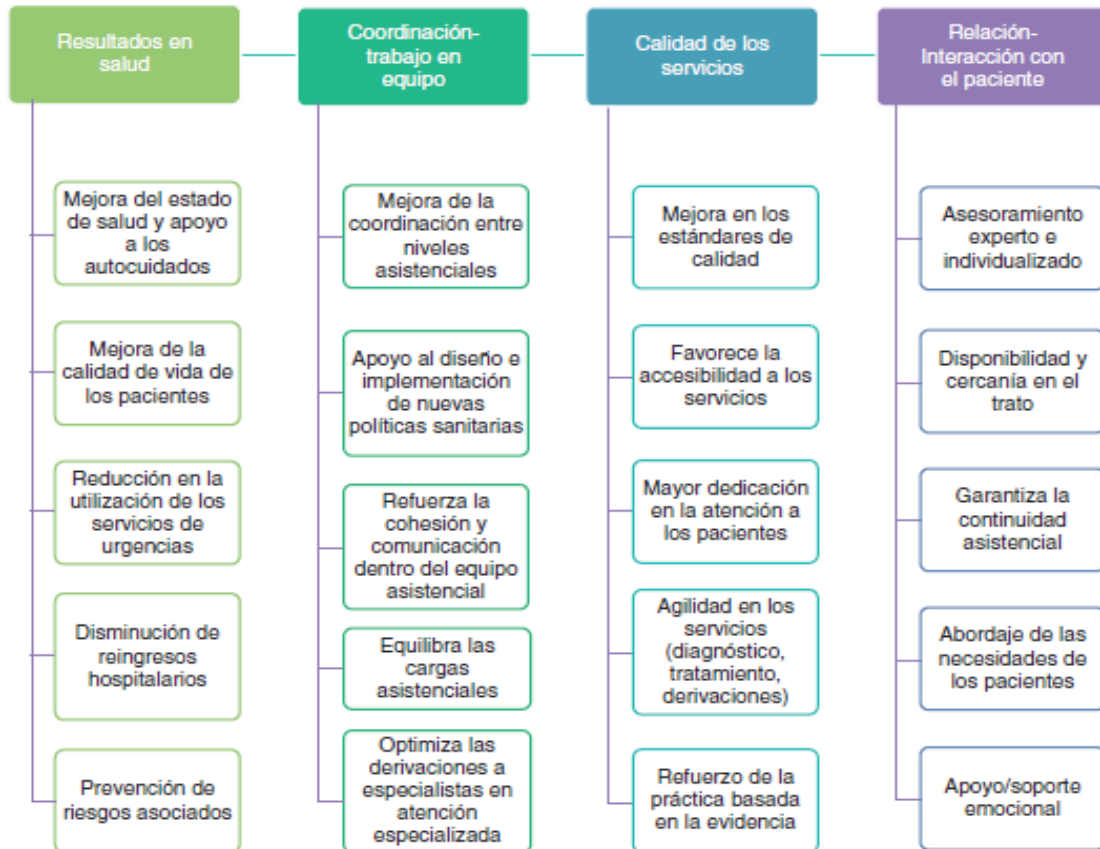 Resultados en
salud
Mejora del estado
de salud y apoyo
a los
autocuidados
Mejora de la
calidad de vida de
los pacientes
Reducción en la
utilización de los
servicios de
urgencias
Disminución de
reingresos
hospitalarios
Prevención de
riesgos asociados
Coordinación-
trabajo en
equipo
Mejora de la
coordinación entre
niveles
asistenciales
Apoyo al diseño e
implementación
de nuevas
políticas sanitarias
Refuerza la
cohesión y
comunicación
dentro del equipo
asistencial
Equilibra las
cargas
asistenciales
Optimiza las
derivaciones a
especialistas en
atención
especializada
Calidad de los
servicios
Mejora en los
estándares de
calidad
Favorece la
accesibilidad a los
servicios
Mayor dedicación
en la atención a
los pacientes
Agilidad en los
servicios
(diagnóstico,
tratamiento,
derivaciones)
Refuerzo de la
práctica basada
en la evidencia
Relación-
Interacción con
el paciente
Asesoramiento
experto e
individualizado
Disponibilidad y
cercanía en el
trato
Garantiza la
continuidad
asistencial
Abordaje de las
necesidades de
los pacientes
Apoyo/soporte
emocional